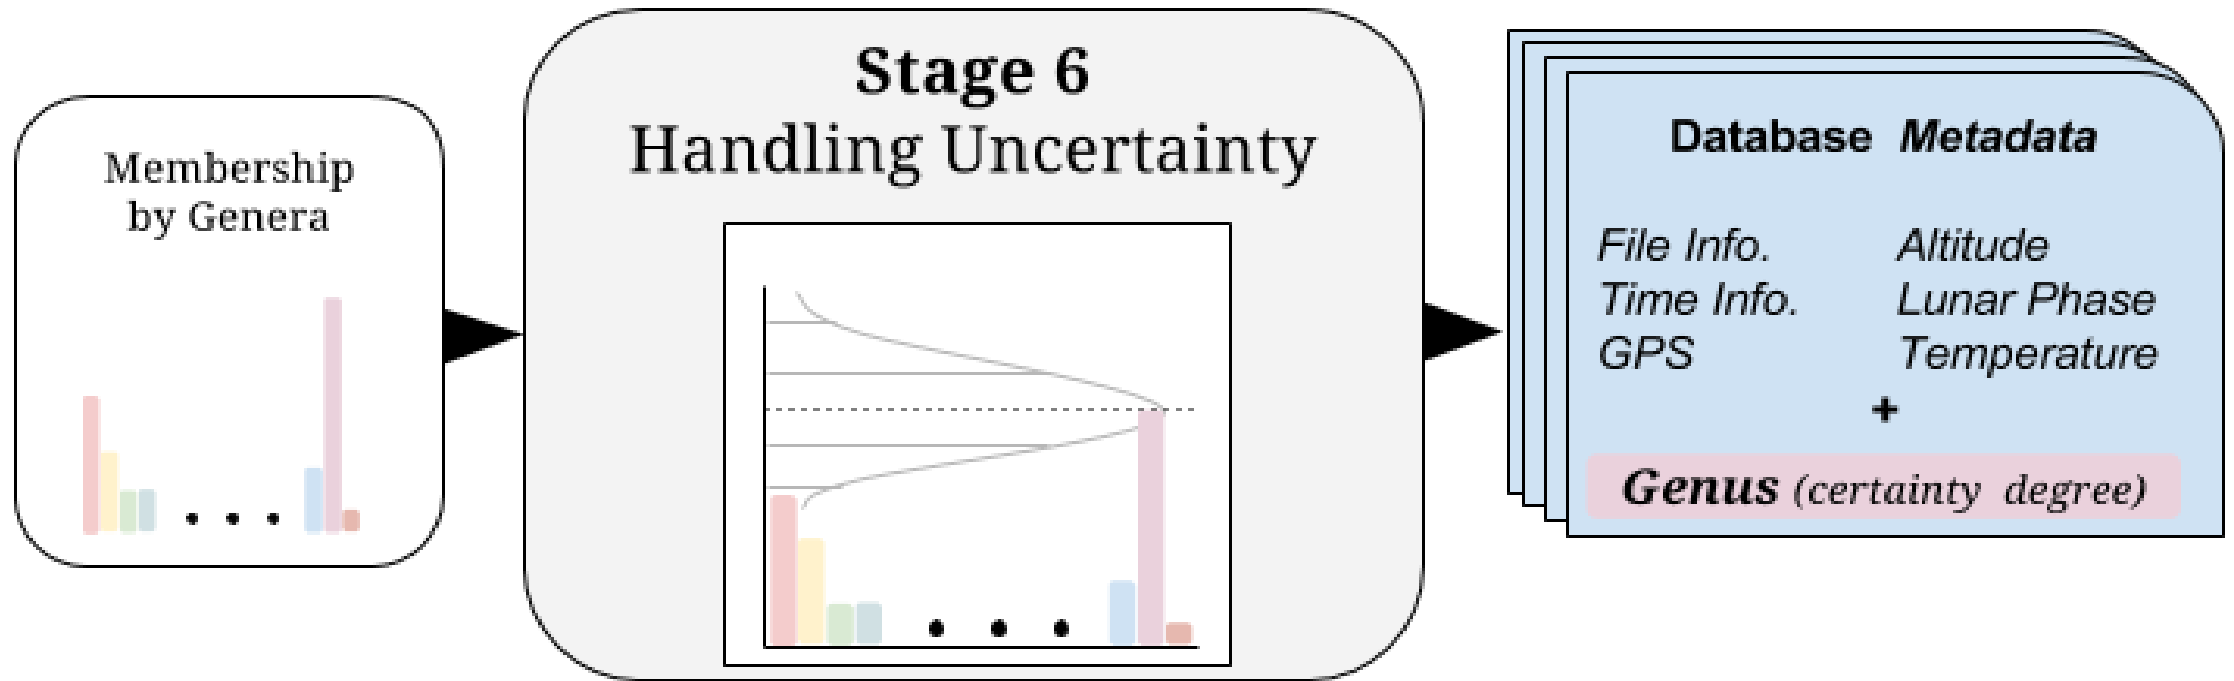 Membership
by Genera
Stage 6
Handling Uncertainty
Database Metadata
File Info. Altitude
Time Info. Lunar Phase
GPS Temperature
+
Genus (certainty degree)